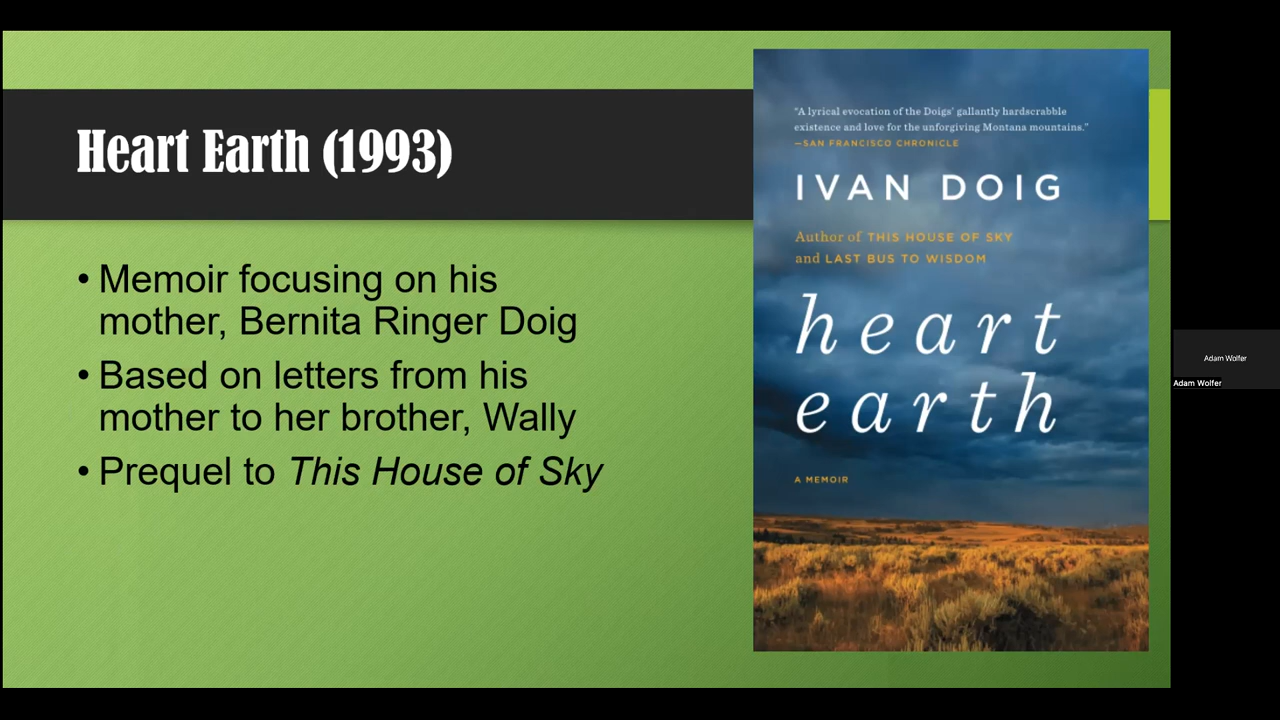 Heart Earth (1993)
• Memoir focusing on his
mother, Bernita Ringer Doig
• Based on letters from his
mother to her brother, Wally
• Prequel to This House of Sky
"A lyrical evocation of the Doigs' gallantly hardscrabble
existence and love for the unforgiving Montana mountains."
—SAN FRANCISCO CHRONICLE
IVAN DOIG
Author of THIS HOUSE OF SKY
and LAST BUS TO WISDOM
heart
earth
A MEMOIR
Adam Wolfer
Adam Wolfer